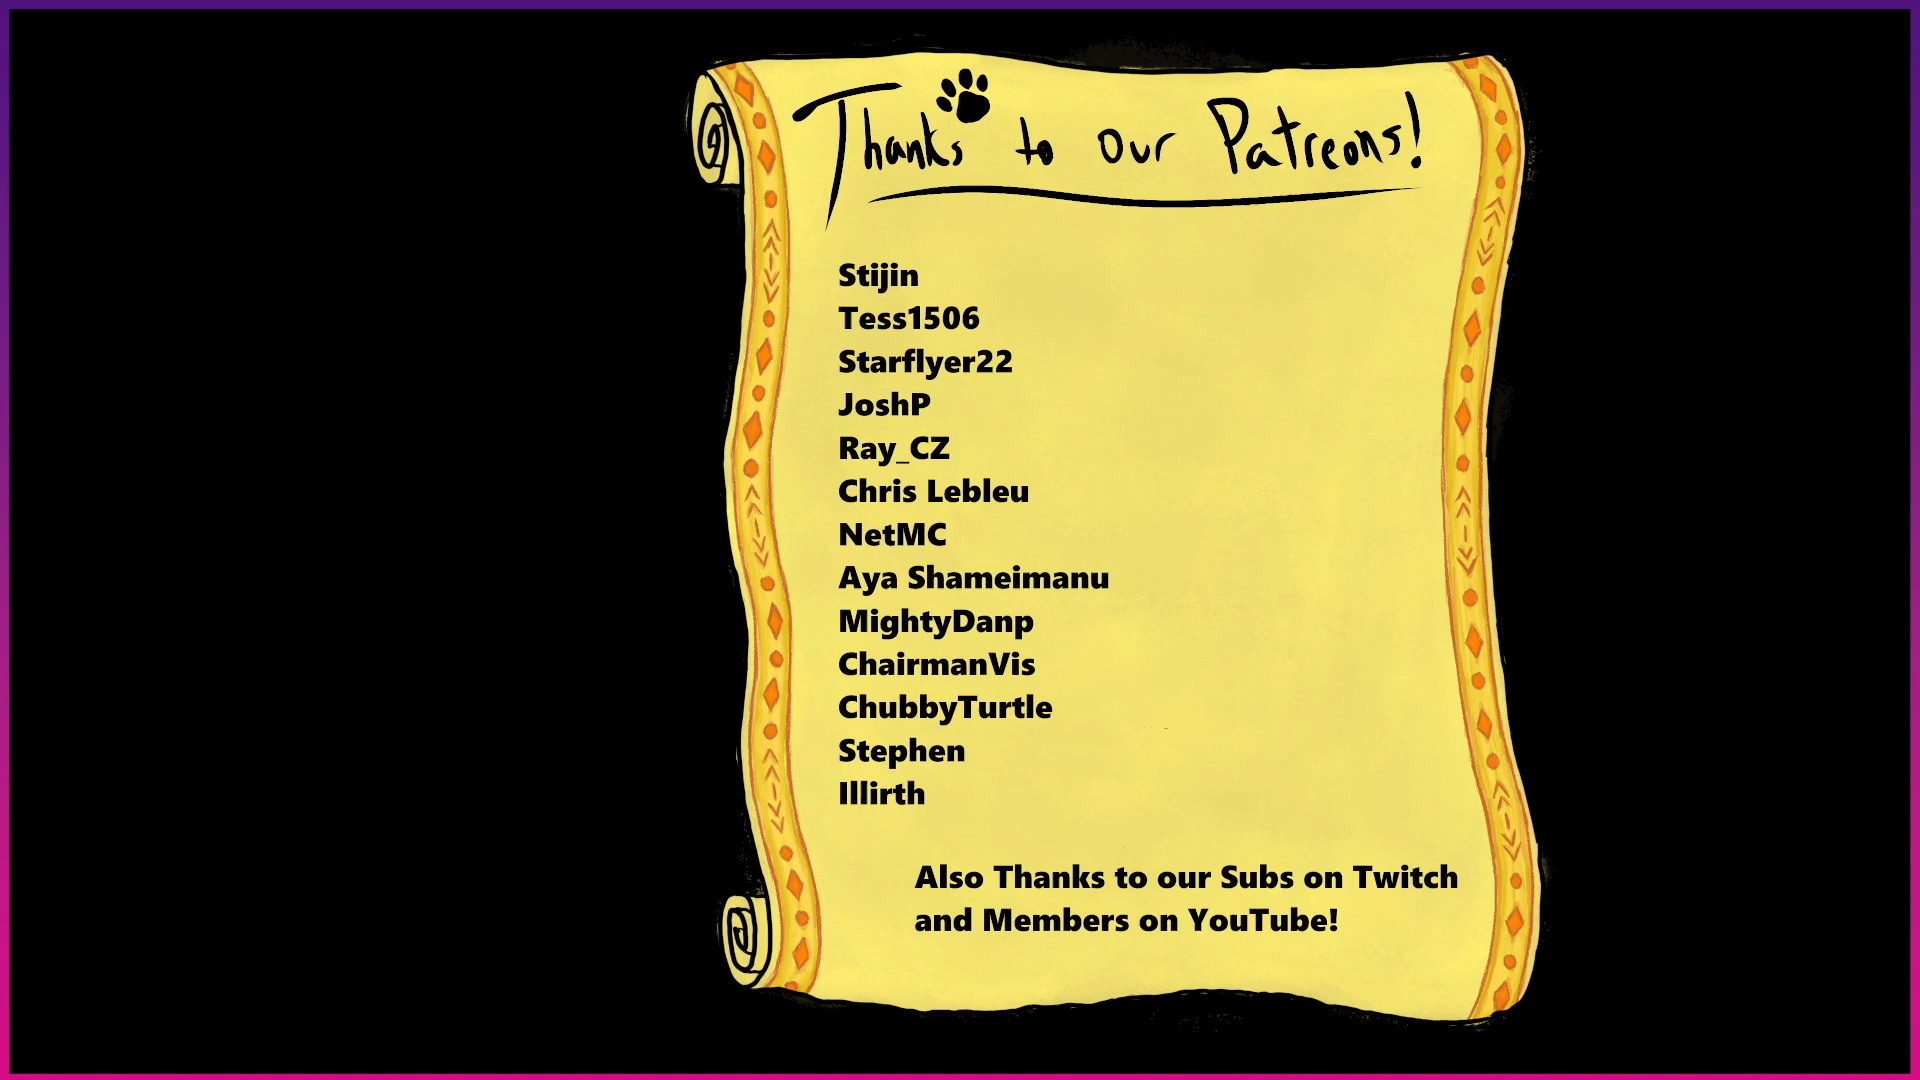 Thanks to our Patreons!
Stijin
Tess1506
Starflyer22
JoshP
Ray_CZ
Chris Lebleu
NetMC
Aya Shameimanu
MightyDanp
ChairmanVis
ChubbyTurtle
Stephen
Illirth
Also Thanks to our Subs on Twitch
and Members on YouTube!